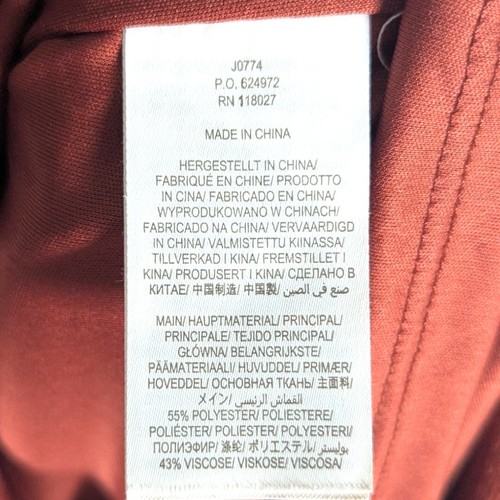 J0774
P.O. 624972
RN 118027
MADE IN CHINA
HERGESTELLT IN CHINA/
FABRIQUÉ EN CHINE/ PRODOTTO
IN CINA/ FABRICADO EN CHINA/
WYPRODUKOWANO W CHINACH/
FABRICADO NA CHINA/ VERVAARDIGD
IN CHINA/ VALMISTETTU KIINASSA/
TILLVERKAD I KINA/ FREMSTILLET I
KINA/ PRODUSERT I KINA/ СДЕЛАНО В
КИТАЕ/ 中国制造/ 中国製/ صنع في الصين
MAIN/ HAUPTMATERIAL/ PRINCIPAL/
PRINCIPALE/ TEJIDO PRINCIPAL/
GŁÓWNA/ BELANGRIJKSTE/
PÄÄMATERIAALI/ HUVUDDEL/ PRIMÆR/
HOVEDDEL/ ОСНОВНАЯ ТКАНЬ/ 主面料/
メイン/ القماش الرئيسي
55% POLYESTER/ POLIESTERE/
POLIÉSTER/ POLIESTER/ POLYESTERI/
ПОЛИЭФИР/ 涤纶/ ポリエステル/ بوليستر
43% VISCOSE/ VISKOSE/ VISCOSA/